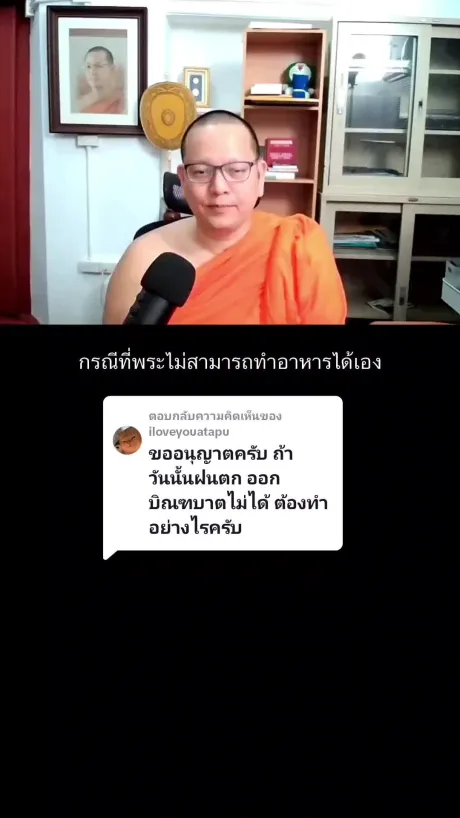 กรณีที่พระไม่สามารถทำอาหารได้เอง
ตอบกลับความคิดเห็นของ
iloveyouatapu
ขออนุญาตครับ ถ้า
วันนั้นฝนตก ออก
บิณฑบาตไม่ได้ ต้องทำ
อย่างไรครับ